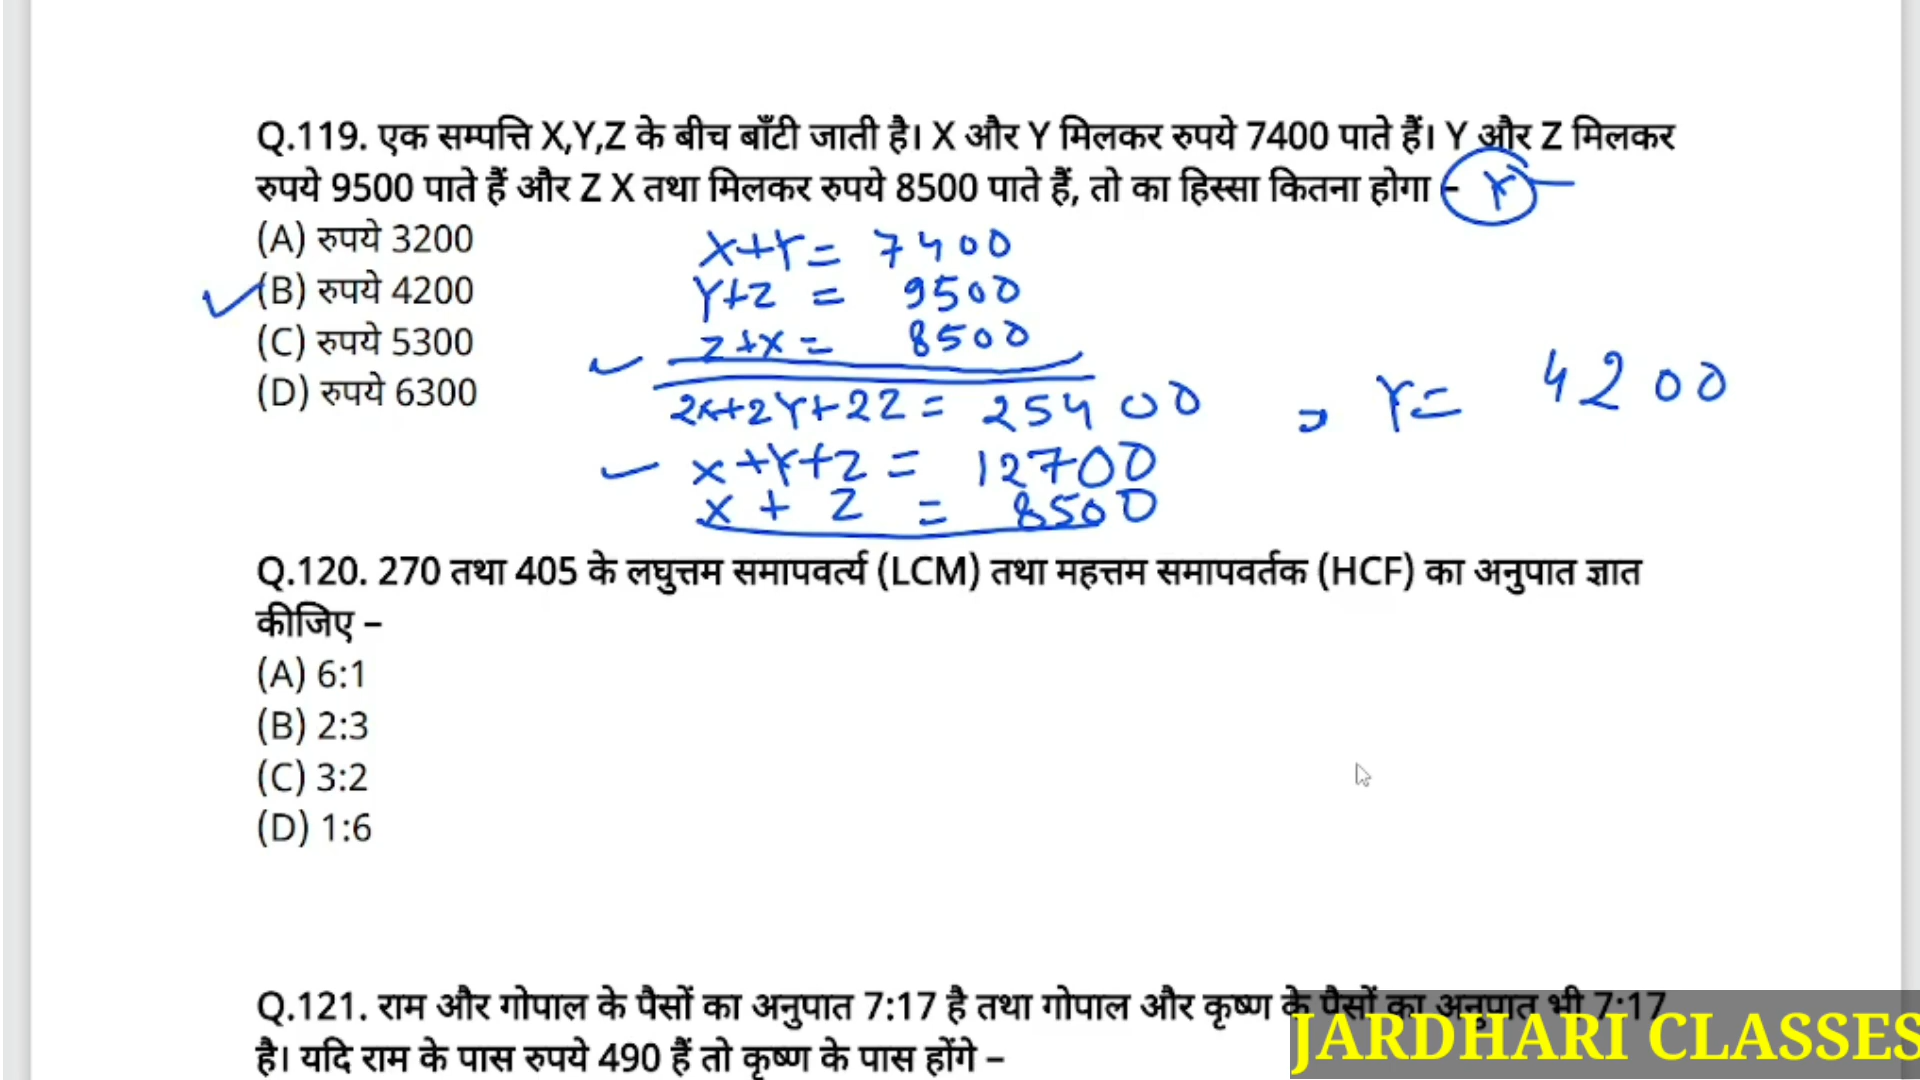 Q.119. एक सम्पत्ति X,Y,Z के बीच बाँटी जाती है। X और Y मिलकर रुपये 7400 पाते हैं। Y और Z मिलकर
रुपये 9500 पाते हैं और Z X तथा मिलकर रुपये 8500 पाते हैं, तो का हिस्सा कितना होगा – Y
(A) रुपये 3200
(B) रुपये 4200
(C) रुपये 5300
(D) रुपये 6300
X+Y= 7400
Y+Z = 9500
Z+X= 8500
2X+2Y+2Z = 25400 , Y= 4200
X+Y+Z = 12700
X + Z = 8500
Q.120. 270 तथा 405 के लघुत्तम समापवर्त्य (LCM) तथा महत्तम समापवर्तक (HCF) का अनुपात ज्ञात
कीजिए –
(A) 6:1
(B) 2:3
(C) 3:2
(D) 1:6
Q.121. राम और गोपाल के पैसों का अनुपात 7:17 है तथा गोपाल और कृष्ण के पैसों का अनुपात भी 7:17
है। यदि राम के पास रुपये 490 हैं तो कृष्ण के पास होंगे –
JARDHARI CLASSES